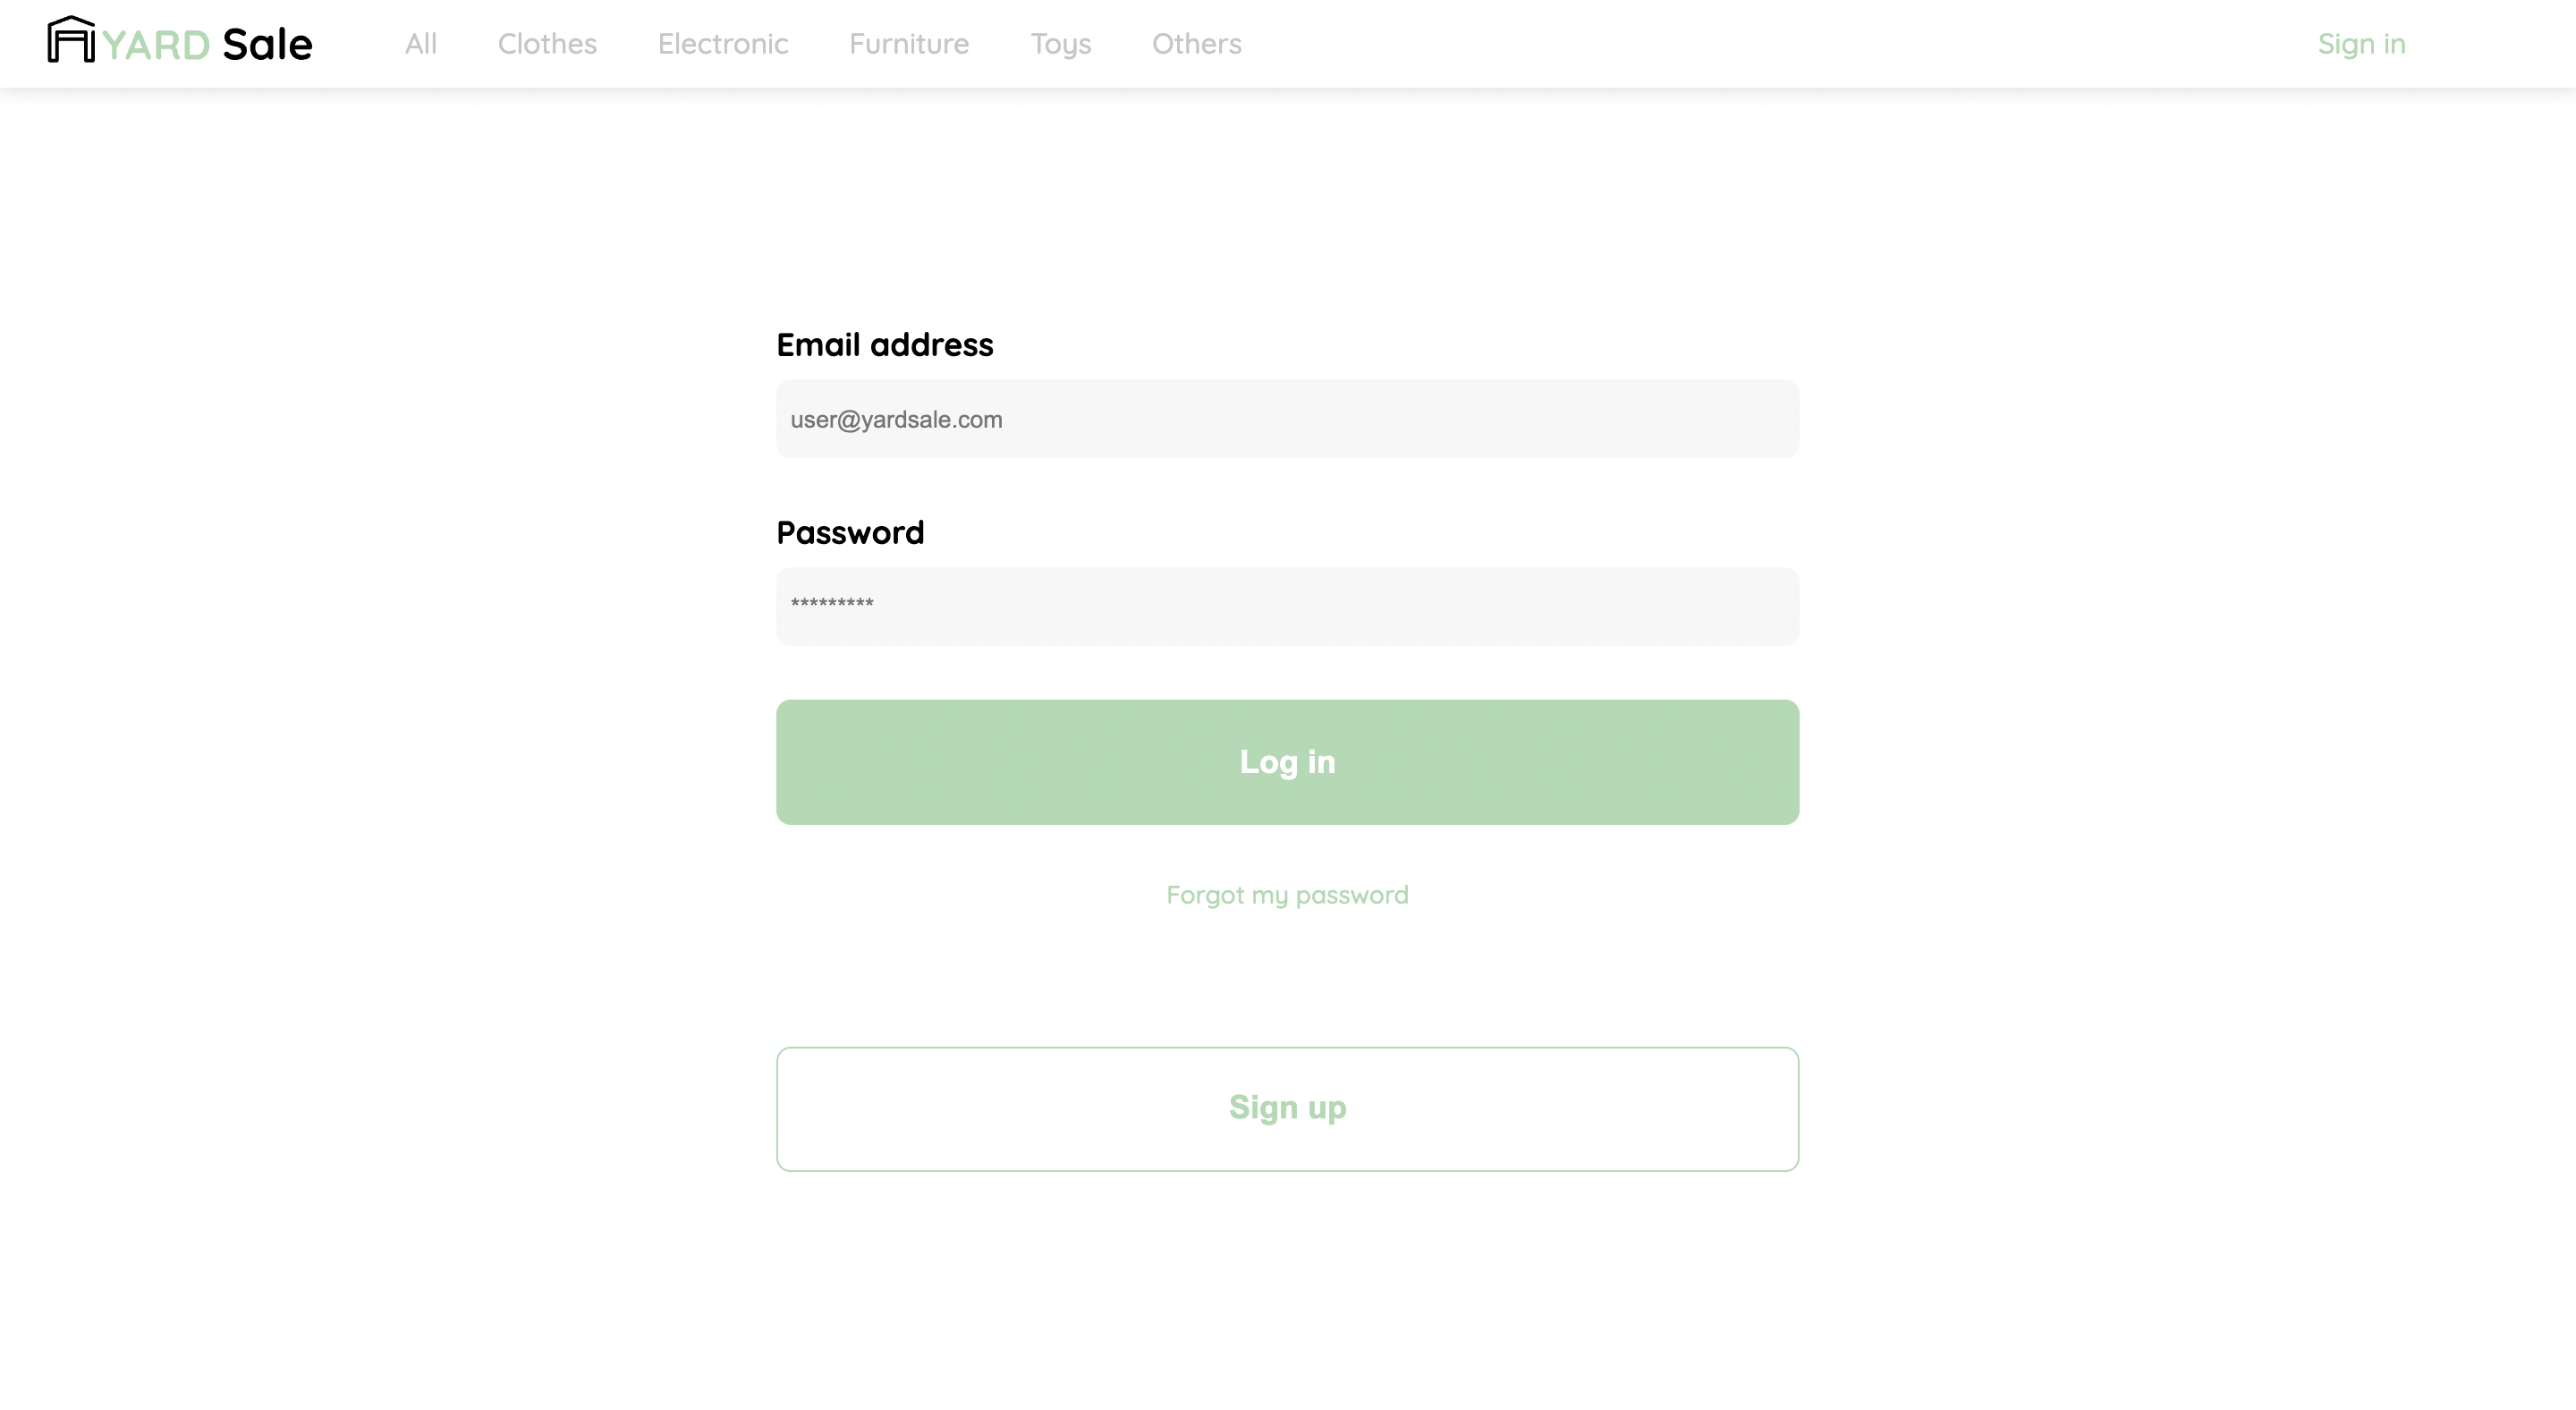 YARD Sale All Clothes Electronic Furniture Toys Others Sign in
Email address
user@yardsale.com
Password
*********
Log in
Forgot my password
Sign up